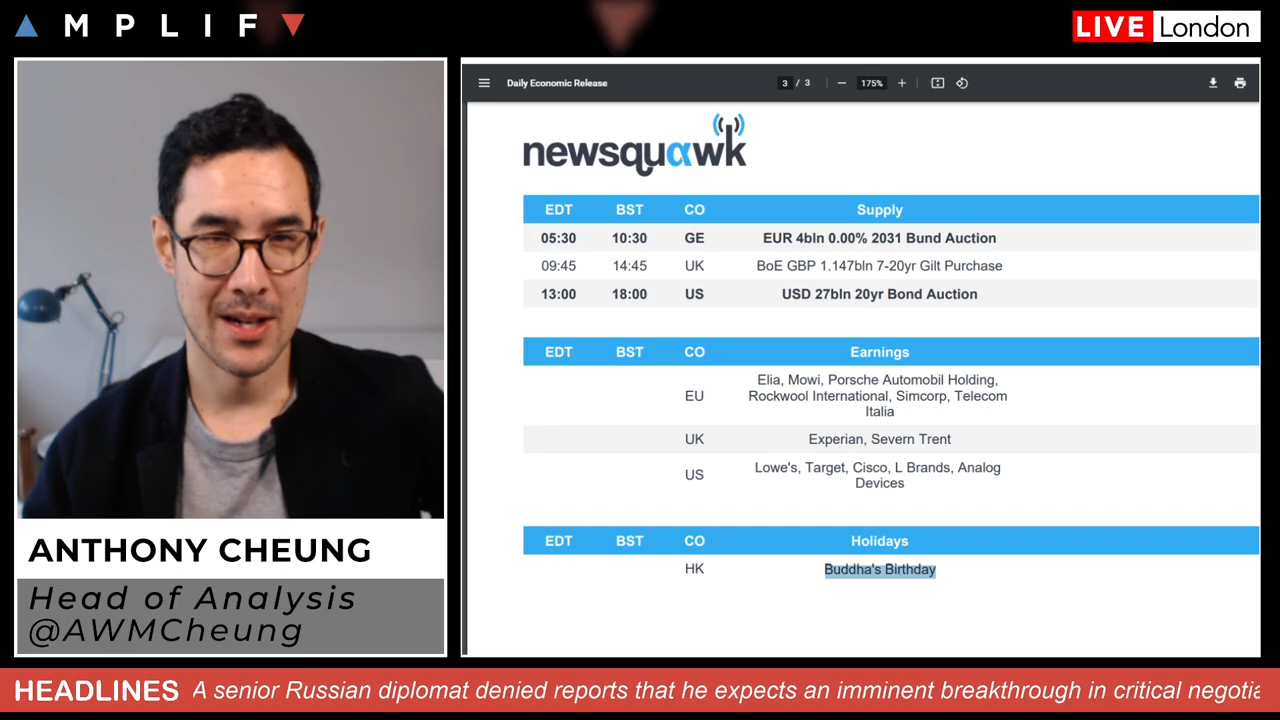 MPLIF
LIVE London
Daily Economic Release
3 / 3
175%
newsquawk
EDT BST CO Supply
05:30 10:30 GE EUR 4bln 0.00% 2031 Bund Auction
09:45 14:45 UK BoE GBP 1.147bln 7-20yr Gilt Purchase
13:00 18:00 US USD 27bln 20yr Bond Auction
EDT BST CO Earnings
EU Elia, Mowi, Porsche Automobil Holding,
Rockwool International, Simcorp, Telecom
Italia
UK Experian, Severn Trent
US Lowe's, Target, Cisco, L Brands, Analog
Devices
EDT BST CO Holidays
HK Buddha's Birthday
ANTHONY CHEUNG
Head of Analysis
@AWMCheung
HEADLINES A senior Russian diplomat denied reports that he expects an imminent breakthrough in critical negotia